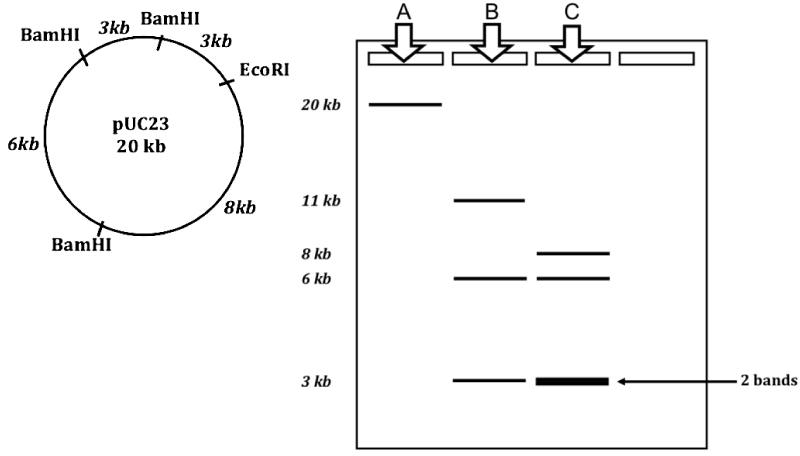 BamHI
3kb
BamHI
3kb
EcoRI
pUC23
20 kb
6kb
8kb
BamHI
A B C
20 kb
11 kb
8 kb
6 kb
3 kb
2 bands